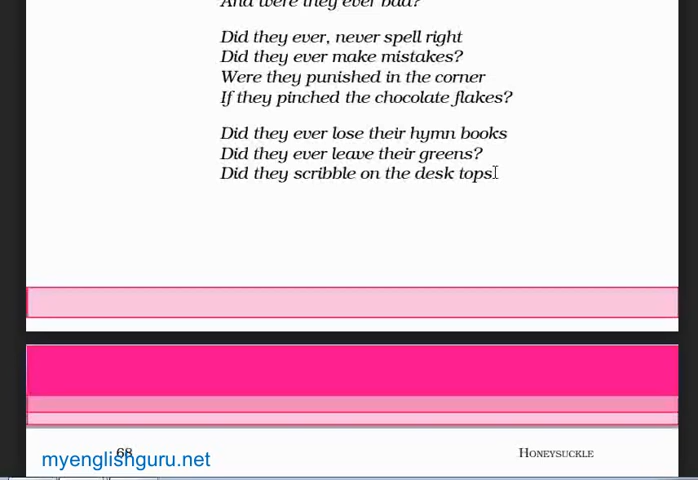 And were they ever bad?
Did they ever, never spell right
Did they ever make mistakes?
Were they punished in the corner
If they pinched the chocolate flakes?
Did they ever lose their hymn books
Did they ever leave their greens?
Did they scribble on the desk tops
68
HONEYSUCKLE
myenglishguru.net